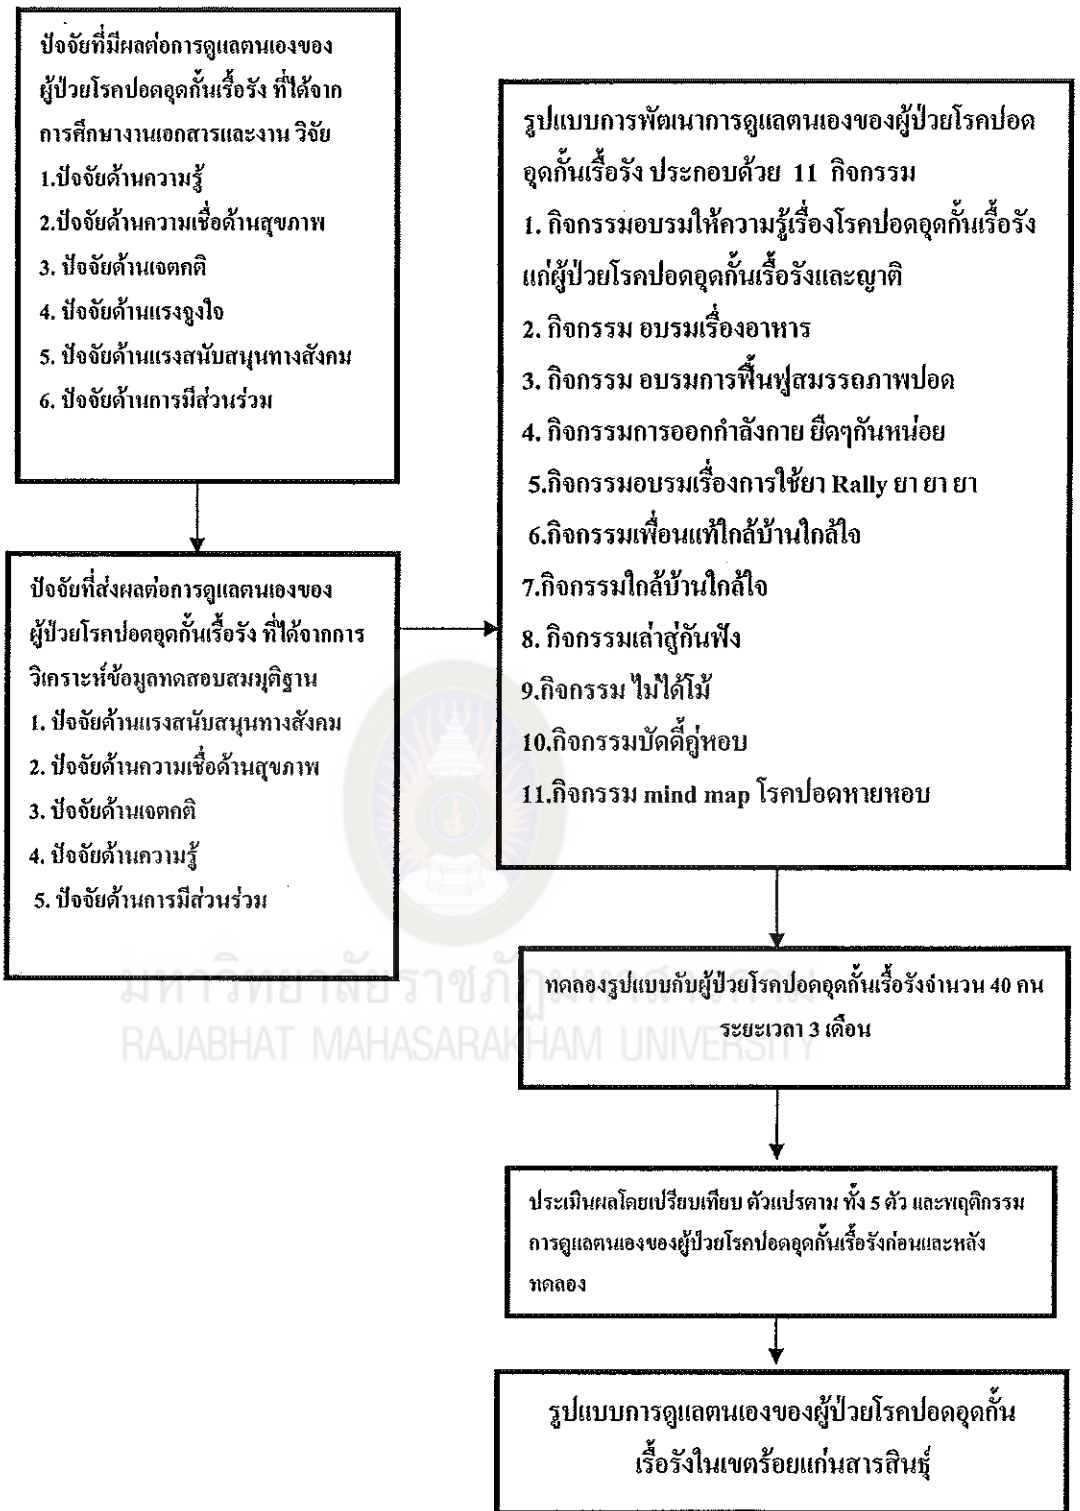 ปัจจัยที่มีผลต่อการดูแลตนเองของ
ผู้ป่วยโรคปอดอุดกั้นเรื้อรัง ที่ได้จาก
การศึกษางานเอกสารและงาน วิจัย
1.ปัจจัยด้านความรู้
2.ปัจจัยด้านความเชื่อด้านสุขภาพ
3. ปัจจัยด้านเจตคติ
4. ปัจจัยด้านแรงจูงใจ
5. ปัจจัยด้านแรงสนับสนุนทางสังคม
6. ปัจจัยด้านการมีส่วนร่วม
ปัจจัยที่ส่งผลต่อการดูแลตนเองของ
ผู้ป่วยโรคปอดอุดกั้นเรื้อรัง ที่ได้จากการ
วิเคราะห์ข้อมูลทดสอบสมมุติฐาน
1. ปัจจัยด้านแรงสนับสนุนทางสังคม
2. ปัจจัยด้านความเชื่อด้านสุขภาพ
3. ปัจจัยด้านเจตคติ
4. ปัจจัยด้านความรู้
5. ปัจจัยด้านการมีส่วนร่วม
รูปแบบการพัฒนาการดูแลตนเองของผู้ป่วยโรคปอด
อุดกั้นเรื้อรัง ประกอบด้วย 11 กิจกรรม
1. กิจกรรมอบรมให้ความรู้เรื่องโรคปอดอุดกั้นเรื้อรัง
แก่ผู้ป่วยโรคปอดอุดกั้นเรื้อรังและญาติ
2. กิจกรรม อบรมเรื่องอาหาร
3. กิจกรรม อบรมการฟื้นฟูสมรรถภาพปอด
4. กิจกรรมการออกกำลังกาย ยืดๆกันหน่อย
5.กิจกรรมอบรมเรื่องการใช้ยา Rally ยา ยา ยา
6.กิจกรรมเพื่อนแท้ใกล้บ้านใกล้ใจ
7.กิจกรรมใกล้บ้านใกล้ใจ
8. กิจกรรมเล่าสู่กันฟัง
9.กิจกรรม ไม่ได้โม้
10.กิจกรรมบัดดี้คู่หอบ
11.กิจกรรม mind map โรคปอดหายหอบ
ทดลองรูปแบบกับผู้ป่วยโรคปอดอุดกั้นเรื้อรังจำนวน 40 คน
ระยะเวลา 3 เดือน
ประเมินผลโดยเปรียบเทียบ ตัวแปรตาม ทั้ง 5 ตัว และพฤติกรรม
การดูแลตนเองของผู้ป่วยโรคปอดอุดกั้นเรื้อรังก่อนและหลัง
ทดลอง
รูปแบบการดูแลตนเองของผู้ป่วยโรคปอดอุดกั้น
เรื้อรังในเขตร้อยแก่นสารสินธุ์
มหาวิทยาลัยราชภัฏมหาสารคาม
RAJABHAT MAHASARAKHAM UNIVERSITY